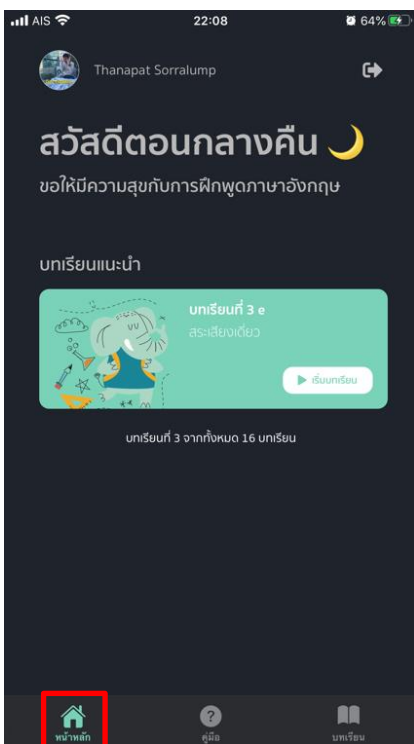 AIS 22:08 64%
Thanapat Sorralump
สวัสดีตอนกลางคืน
ขอให้มีความสุขกับการฝึกพูดภาษาอังกฤษ
บทเรียนแนะนำ
บทเรียนที่ 3 e
สระเสียงเดี่ยว
เริ่มบทเรียน
บทเรียนที่ 3 จากทั้งหมด 16 บทเรียน
หน้าหลัก คู่มือ บทเรียน